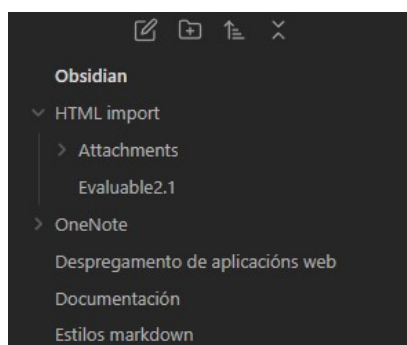 Obsidian
HTML import
Attachments
Evaluable2.1
OneNote
Despregamento de aplicacións web
Documentación
Estilos markdown